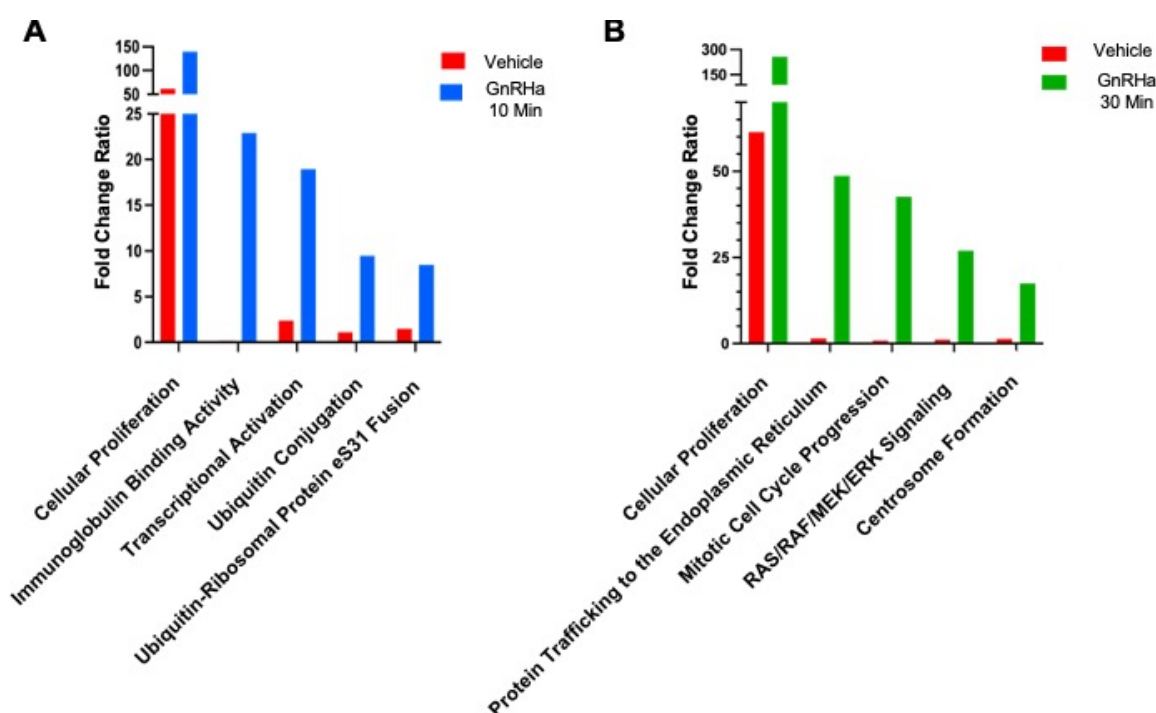 A
Fold Change Ratio
150
100
50
25
20
15
10
5
0
Vehicle
GnRHa
10 Min
Cellular Proliferation
Immunoglobulin Binding Activity
Transcriptional Activation
Ubiquitin Conjugation
Ubiquitin-Ribosomal Protein eS31 Fusion
B
Fold Change Ratio
300
150
50
25
0
Vehicle
GnRHa
30 Min
Cellular Proliferation
Protein Trafficking to the Endoplasmic Reticulum
Mitotic Cell Cycle Progression
RAS/RAF/MEK/ERK Signaling
Centrosome Formation